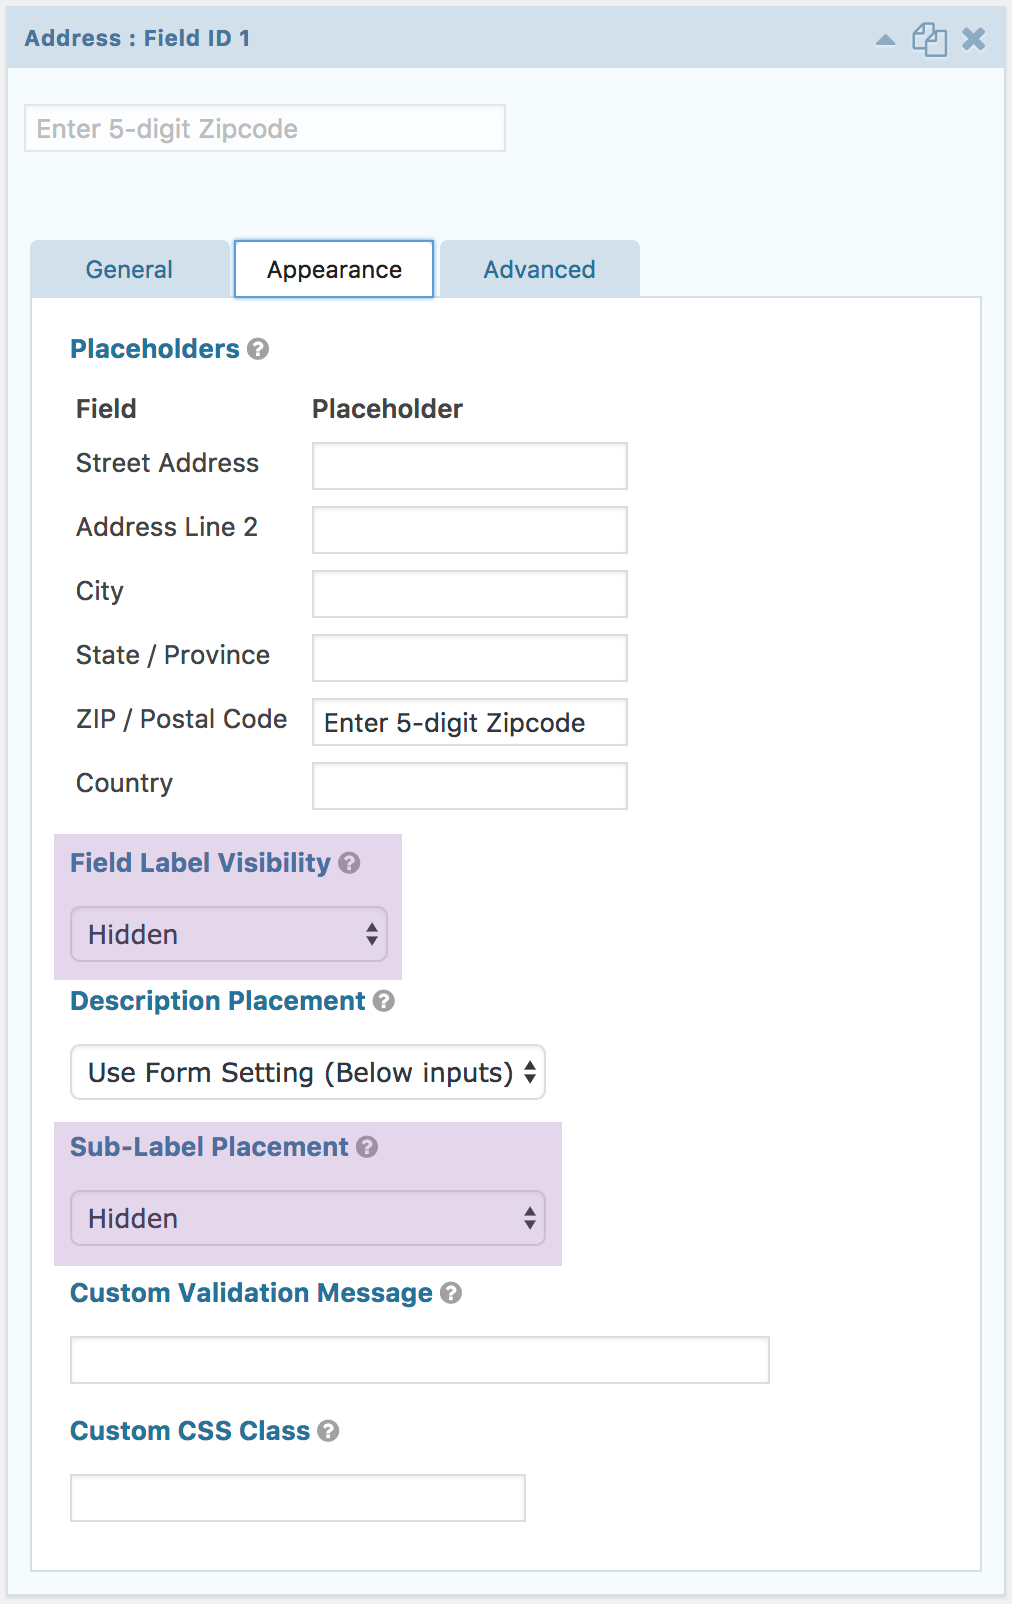 Address : Field ID 1
Enter 5-digit Zipcode
General Appearance Advanced
Placeholders ?
Field Placeholder
Street Address
Address Line 2
City
State / Province
ZIP / Postal Code Enter 5-digit Zipcode
Country
Field Label Visibility ?
Hidden
Description Placement ?
Use Form Setting (Below inputs)
Sub-Label Placement ?
Hidden
Custom Validation Message ?
Custom CSS Class ?